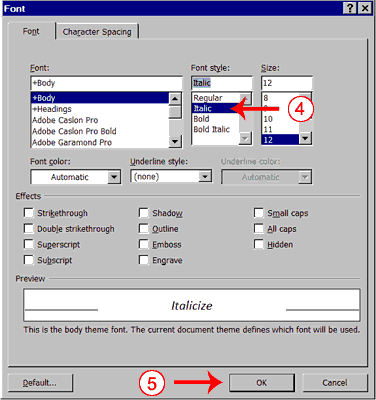 Font
Font Character Spacing
Font: Font style: Size:
+Body Italic 12
+Body Regular 8
+Headings Italic 4
Adobe Caslon Pro Bold 10
Adobe Caslon Pro Bold Bold Italic 11
Adobe Garamond Pro 12
Font color: Underline style: Underline color:
Automatic (none) Automatic
Effects
Strikethrough Shadow Small caps
Double strikethrough Outline All caps
Superscript Emboss Hidden
Subscript Engrave
Preview
Italicize
This is the body theme font. The current document theme defines which font will be used.
Default... 5 OK Cancel